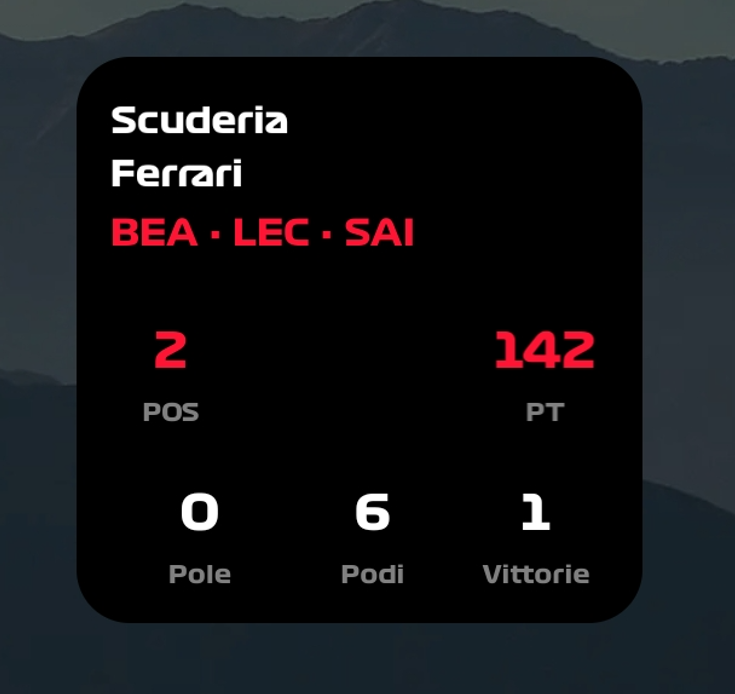 Scuderia
Ferrari
BEA · LEC · SAI
2 142
POS PT
0 6 1
Pole Podi Vittorie